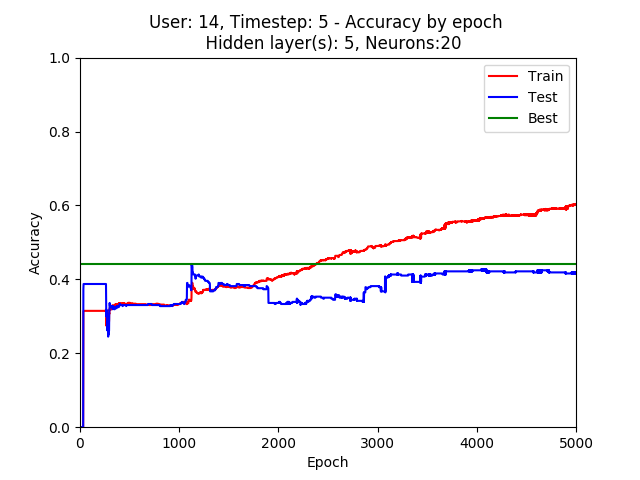 User: 14, Timestep: 5 - Accuracy by epoch
Hidden layer(s): 5, Neurons:20
1.0
0.8
0.6
0.4
0.2
0.0
Accuracy
0
1000
2000
3000
4000
5000
Epoch
Train
Test
Best